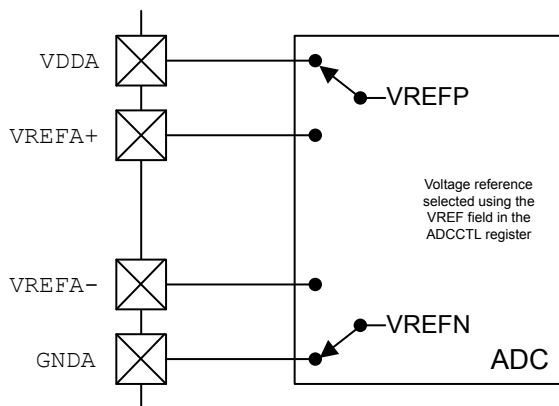 VDDA
VREFP
VREFA+
Voltage reference
selected using the
VREF field in the
ADCCTL register
VREFA-
VREFN
GNDA
ADC